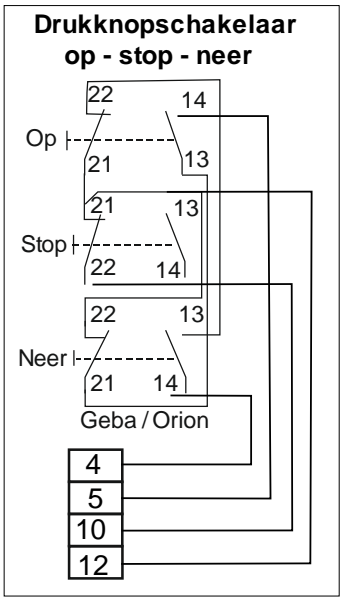 Drukknopschakelaar
op - stop - neer
22 14
Op
21 13
21 13
Stop
22 14
22 13
Neer
21 14
Geba / Orion
4
5
10
12